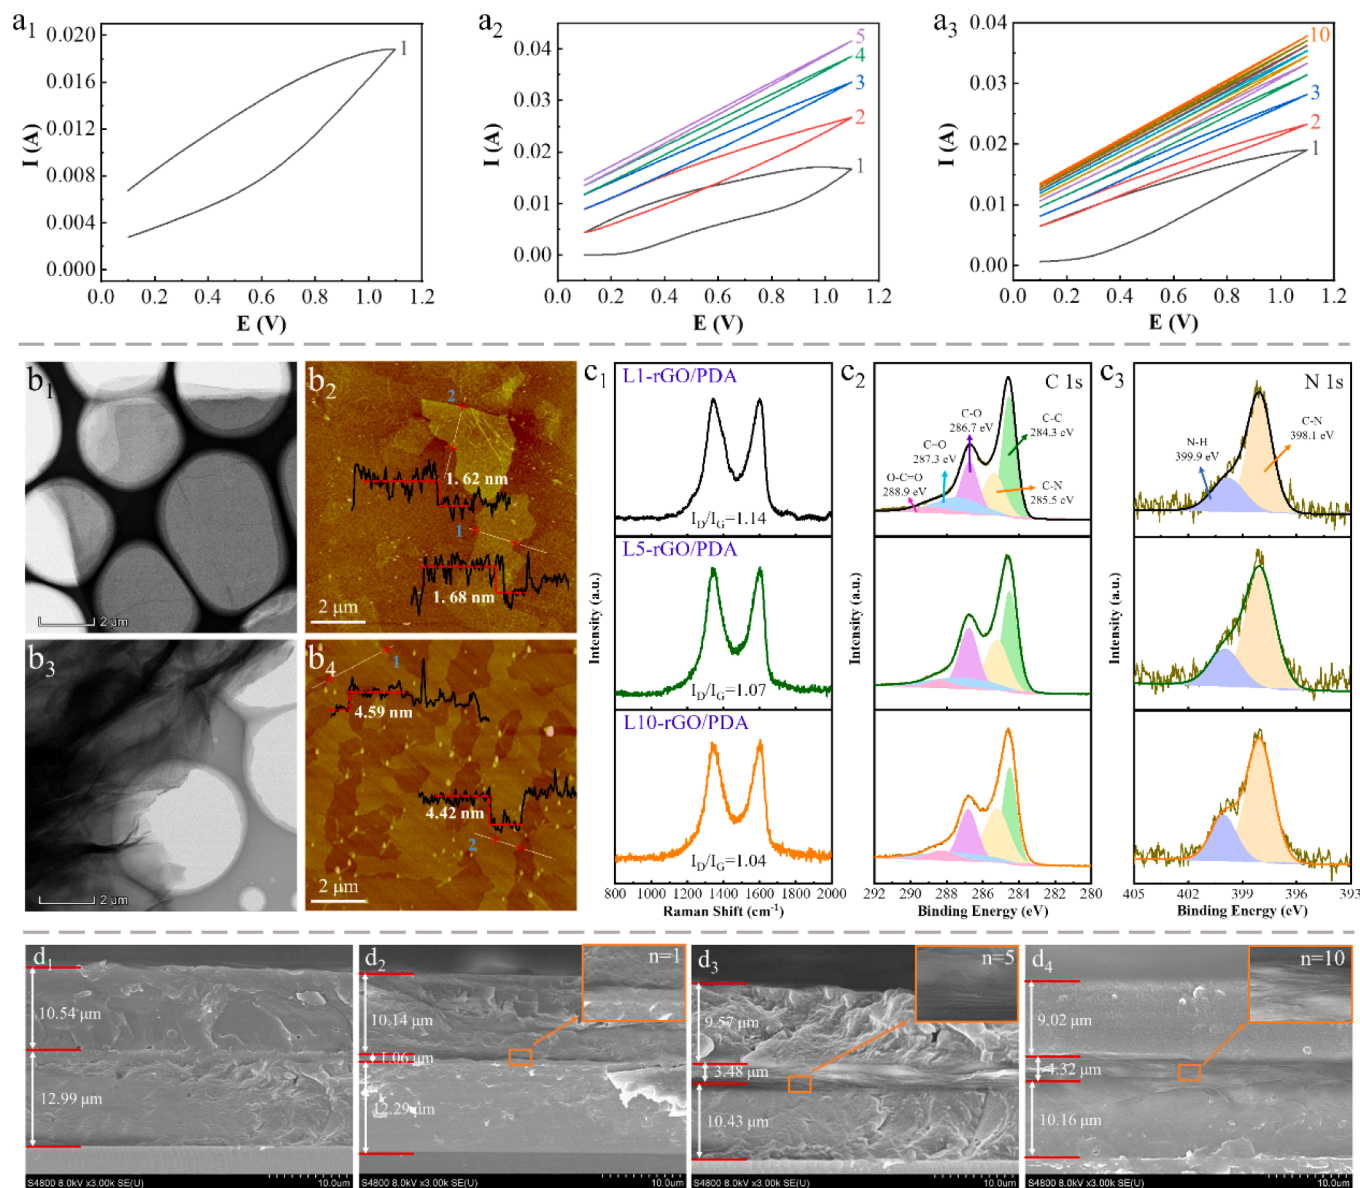 a1
0.020
0.016
0.012
0.008
0.004
0.000
I (A)
1
0.0 0.2 0.4 0.6 0.8 1.0 1.2
E (V)
a2
0.04
0.03
0.02
0.01
0.00
I (A)
5
4
3
2
1
0.0 0.2 0.4 0.6 0.8 1.0 1.2
E (V)
a3
0.04
0.03
0.02
0.01
0.00
I (A)
10
3
2
1
0.0 0.2 0.4 0.6 0.8 1.0 1.2
E (V)
b1
2 μm
b2
2
1. 62 nm
1
1. 68 nm
2 μm
b3
2 μm
b4
1
4.59 nm
4.42 nm
2
2 μm
c1
L1-rGO/PDA
ID/IG=1.14
L5-rGO/PDA
ID/IG=1.07
L10-rGO/PDA
ID/IG=1.04
Intensity (a.u.)
800 1000 1200 1400 1600 1800 2000
Raman Shift (cm-1)
c2
C 1s
C-O
286.7 eV
C-C
284.3 eV
C=O
287.3 eV
O-C=O
288.9 eV
C-N
285.5 eV
Intensity (a.u.)
292 290 288 286 284 282 280
Binding Energy (eV)
c3
N 1s
C-N
398.1 eV
N-H
399.9 eV
Intensity (a.u.)
405 402 399 396 393
Binding Energy (eV)
d1
10.54 μm
12.99 μm
S4800 8.0kV x3.00k SE(U)
10.0um
d2
n=1
10.14 μm
1.06 μm
12.29 μm
S4800 8.0kV x3.00k SE(U)
10.0um
d3
n=5
9.57 μm
3.48 μm
10.43 μm
S4800 8.0kV x3.00k SE(U)
10.0um
d4
n=10
9.02 μm
4.32 μm
10.16 μm
S4800 8.0kV x3.00k SE(U)
10.0um